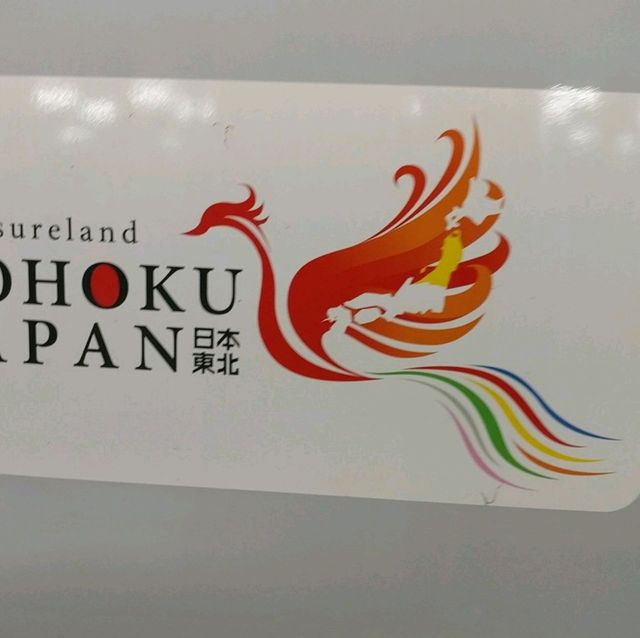 sureland
OHOKU
APAN 日本
東北